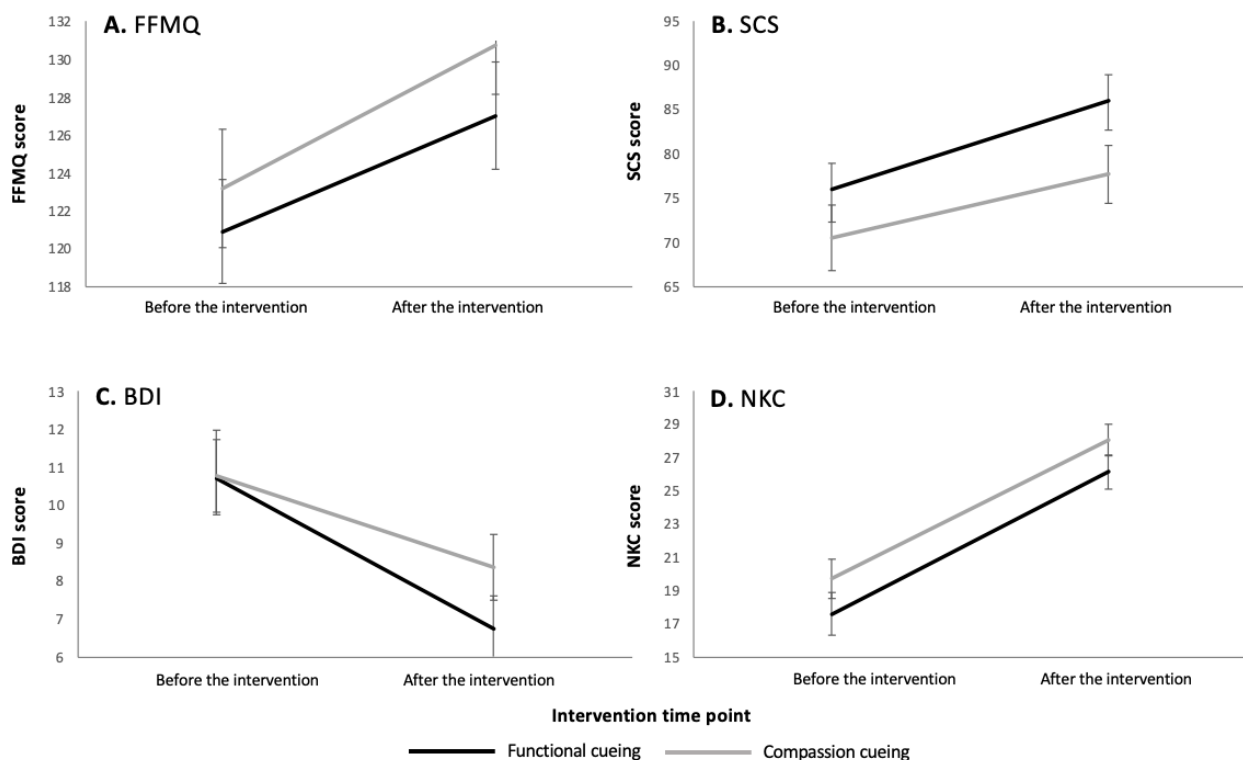 A. FFMQ
FFMQ score
132
130
128
126
124
122
120
118
Before the intervention
After the intervention
B. SCS
SCS score
95
90
85
80
75
70
65
Before the intervention
After the intervention
C. BDI
BDI score
13
12
11
10
9
8
7
6
Before the intervention
After the intervention
D. NKC
NKC score
31
29
27
25
23
21
19
17
15
Before the intervention
After the intervention
Intervention time point
Functional cueing
Compassion cueing